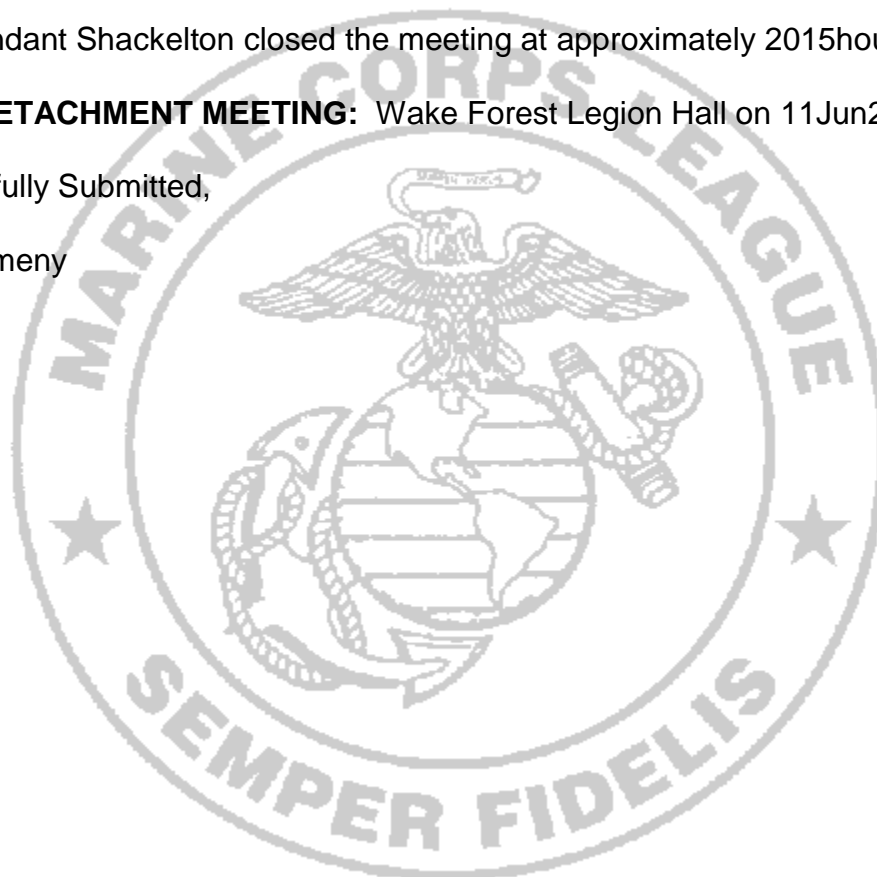 ndant Shackelton closed the meeting at approximately 2015hou
ETACHMENT MEETING: Wake Forest Legion Hall on 11Jun2
fully Submitted,
meny
MARINE CORPS LEAGUE
SEMPER FIDELIS